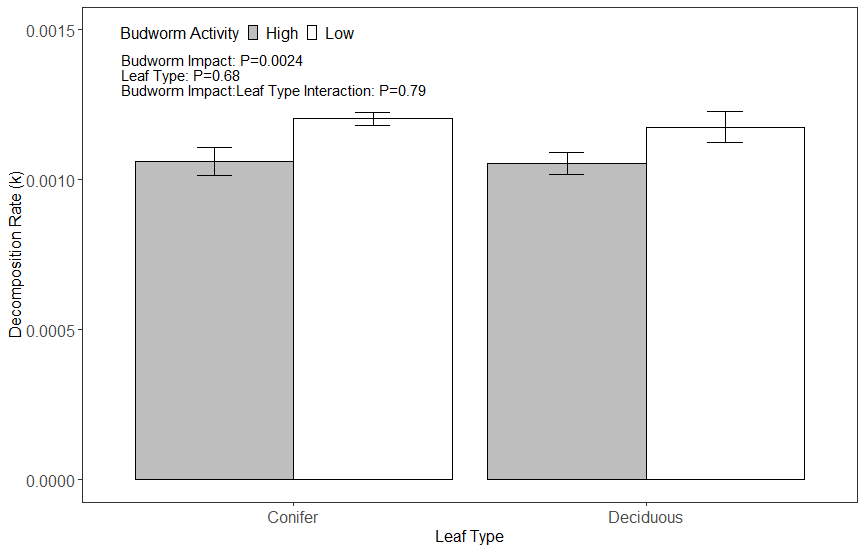 0.0015
Budworm Activity High Low
Budworm Impact: P=0.0024
Leaf Type: P=0.68
Budworm Impact:Leaf Type Interaction: P=0.79
0.0010
Decomposition Rate (k)
0.0005
0.0000
Conifer Deciduous
Leaf Type